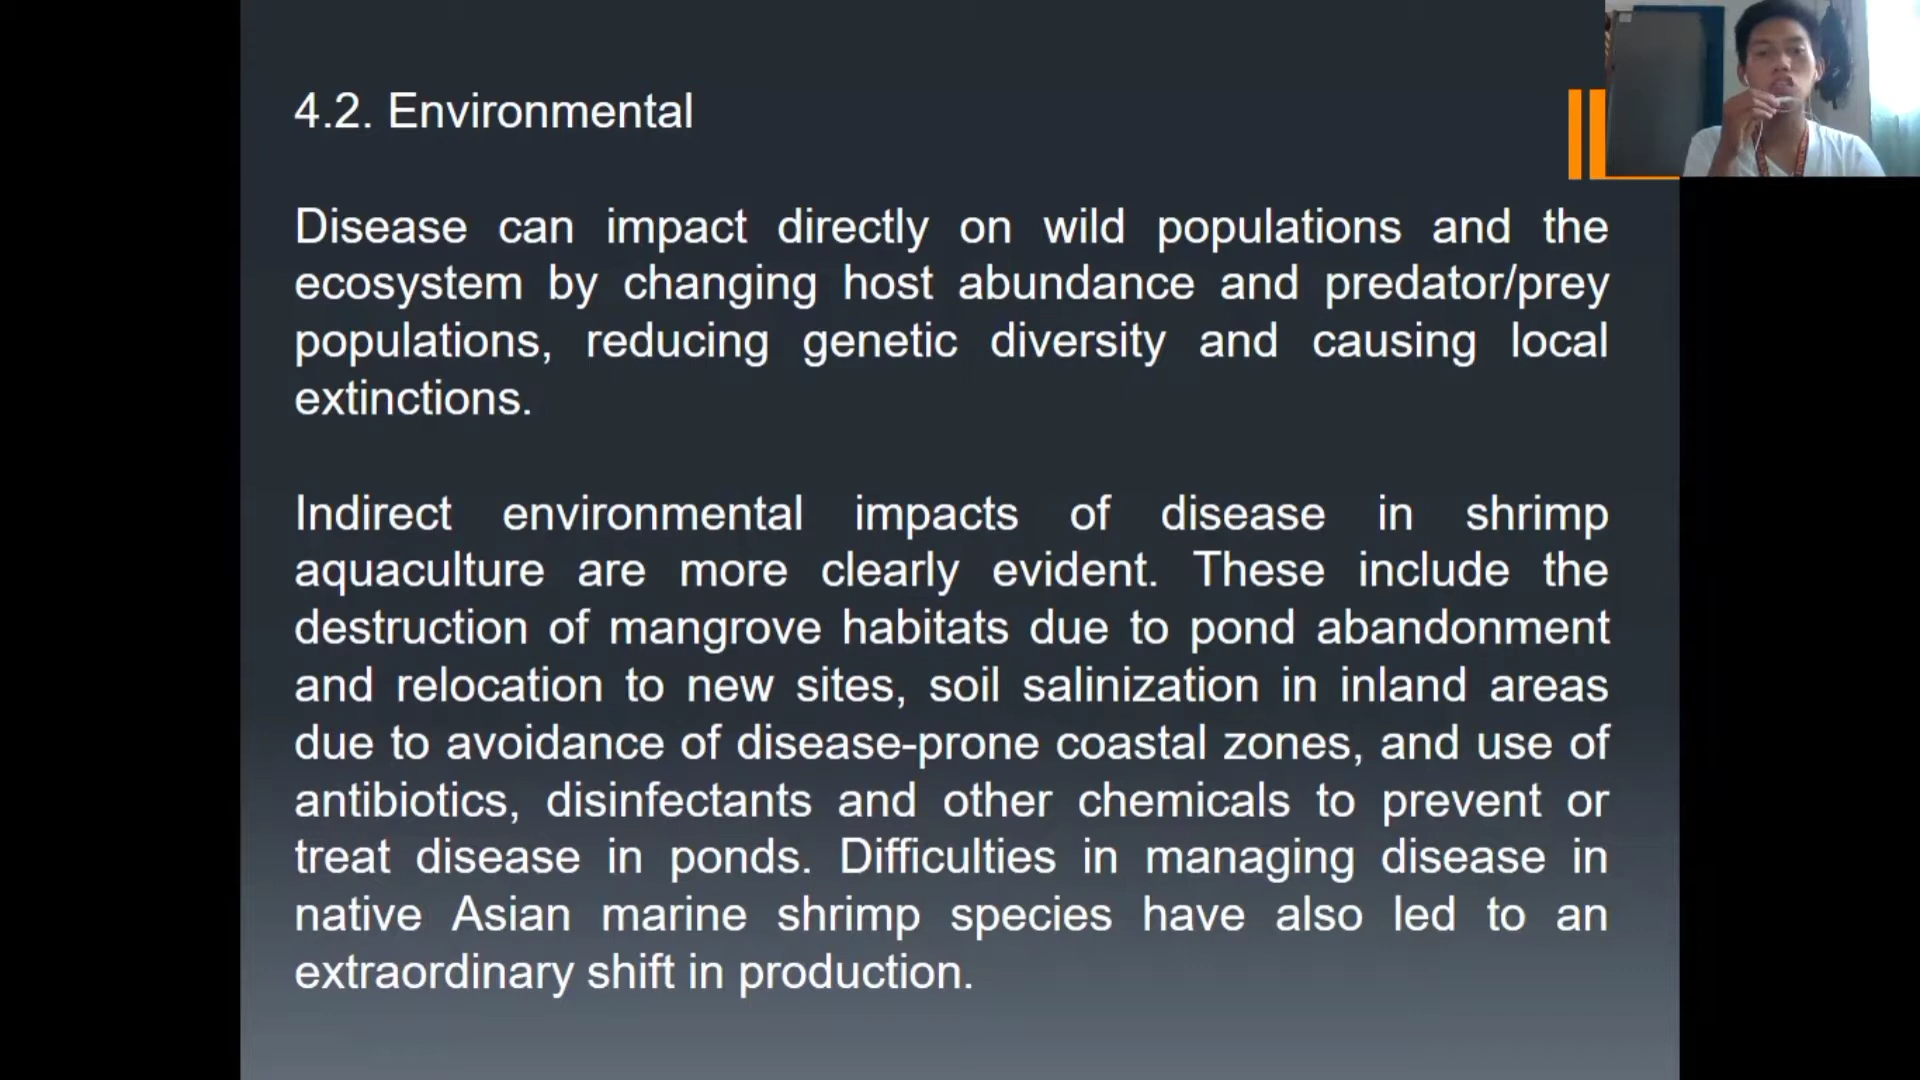 4.2. Environmental
Disease can impact directly on wild populations and the
ecosystem by changing host abundance and predator/prey
populations, reducing genetic diversity and causing local
extinctions.
Indirect environmental impacts of disease in shrimp
aquaculture are more clearly evident. These include the
destruction of mangrove habitats due to pond abandonment
and relocation to new sites, soil salinization in inland areas
due to avoidance of disease-prone coastal zones, and use of
antibiotics, disinfectants and other chemicals to prevent or
treat disease in ponds. Difficulties in managing disease in
native Asian marine shrimp species have also led to an
extraordinary shift in production.